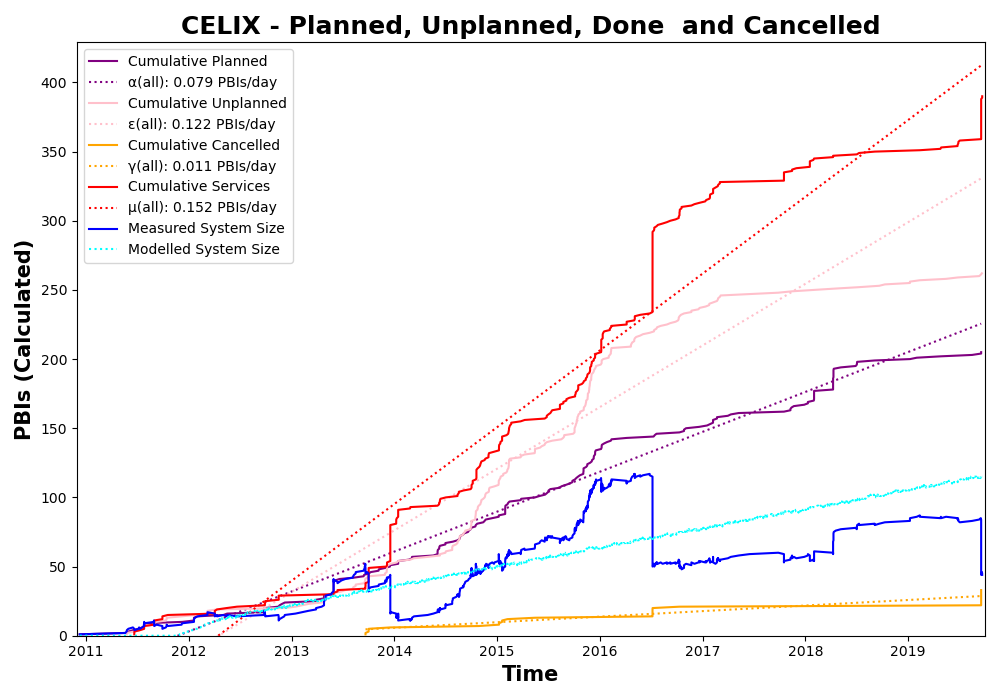 CELIX - Planned, Unplanned, Done  and Cancelled
Cumulative Planned
α(all): 0.079 PBIs/day
Cumulative Unplanned
ε(all): 0.122 PBIs/day
Cumulative Cancelled
γ(all): 0.011 PBIs/day
Cumulative Services
μ(all): 0.152 PBIs/day
Measured System Size
Modelled System Size
PBIs (Calculated)
400
350
300
250
200
150
100
50
0
2011 2012 2013 2014 2015 2016 2017 2018 2019
Time